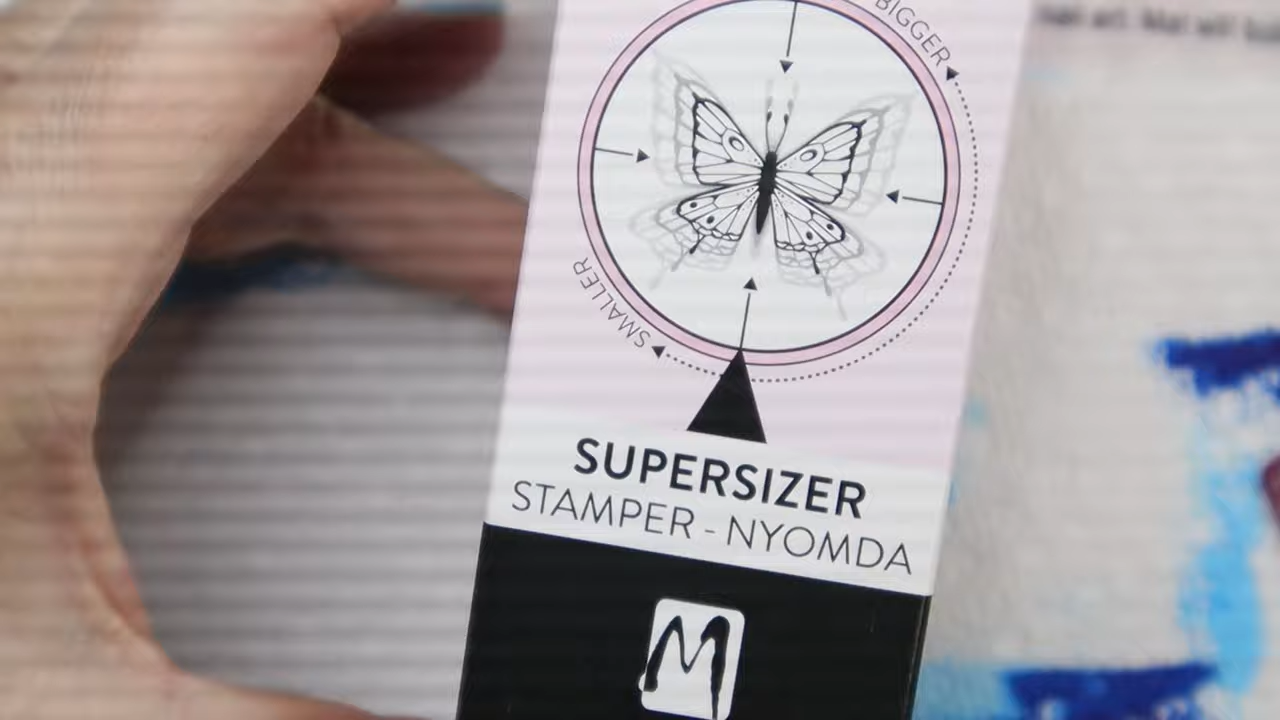 BIGGER
SMALLER
SUPERSIZER
STAMPER - NYOMDA
M